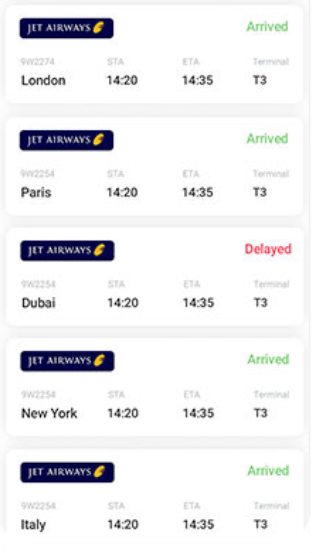 JET AIRWAYS Arrived
9W2274 STA ETA Terminal
London 14:20 14:35 T3
JET AIRWAYS Arrived
9W2254 STA ETA Terminal
Paris 14:20 14:35 T3
JET AIRWAYS Delayed
9W2254 STA ETA Terminal
Dubai 14:20 14:35 T3
JET AIRWAYS Arrived
9W2254 STA ETA Terminal
New York 14:20 14:35 T3
JET AIRWAYS Arrived
9W2254 STA ETA Terminal
Italy 14:20 14:35 T3